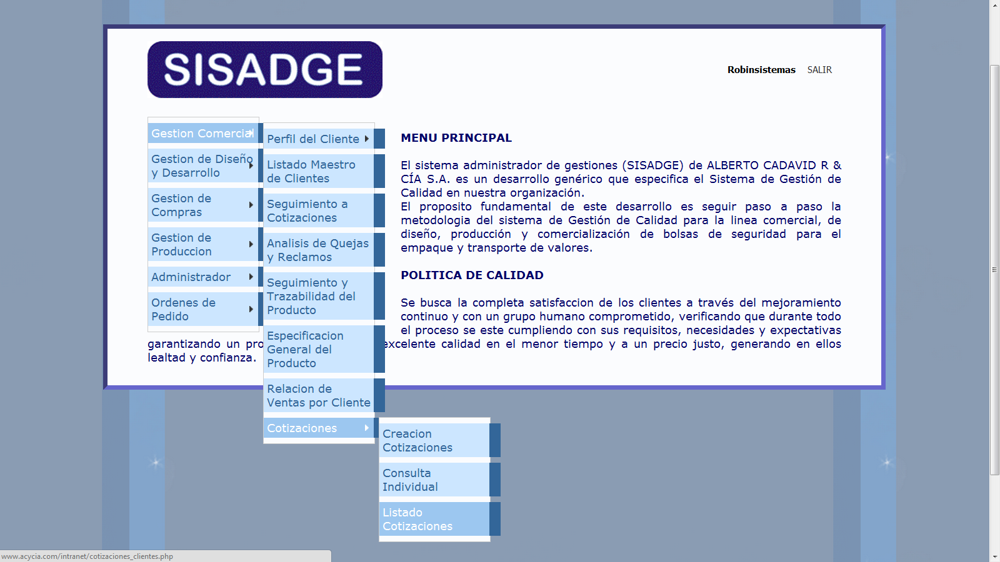 SISADGE
Robinsistemas SALIR
Gestion Comercial
Gestion de Diseño
y Desarrollo
Gestion de
Compras
Gestion de
Produccion
Administrador
Ordenes de
Pedido
Perfil del Cliente
Listado Maestro
de Clientes
Seguimiento a
Cotizaciones
Analisis de Quejas
y Reclamos
Seguimiento y
Trazabilidad del
Producto
Especificacion
General del
Producto
Relacion de
Ventas por Cliente
Cotizaciones
Creacion
Cotizaciones
Consulta
Individual
Listado
Cotizaciones
MENU PRINCIPAL
El sistema administrador de gestiones (SISADGE) de ALBERTO CADAVID R &
CÍA S.A. es un desarrollo genérico que especifica el Sistema de Gestión de
Calidad en nuestra organización.
El proposito fundamental de este desarrollo es seguir paso a paso la
metodologia del sistema de Gestión de Calidad para la linea comercial, de
diseño, producción y comercialización de bolsas de seguridad para el
empaque y transporte de valores.
POLITICA DE CALIDAD
Se busca la completa satisfaccion de los clientes a través del mejoramiento
continuo y con un grupo humano comprometido, verificando que durante todo
el proceso se este cumpliendo con sus requisitos, necesidades y expectativas
garantizando un excelente calidad en el menor tiempo y a un precio justo, generando en ellos
lealtad y confianza.
www.acycia.com/intranet/cotizaciones_clientes.php